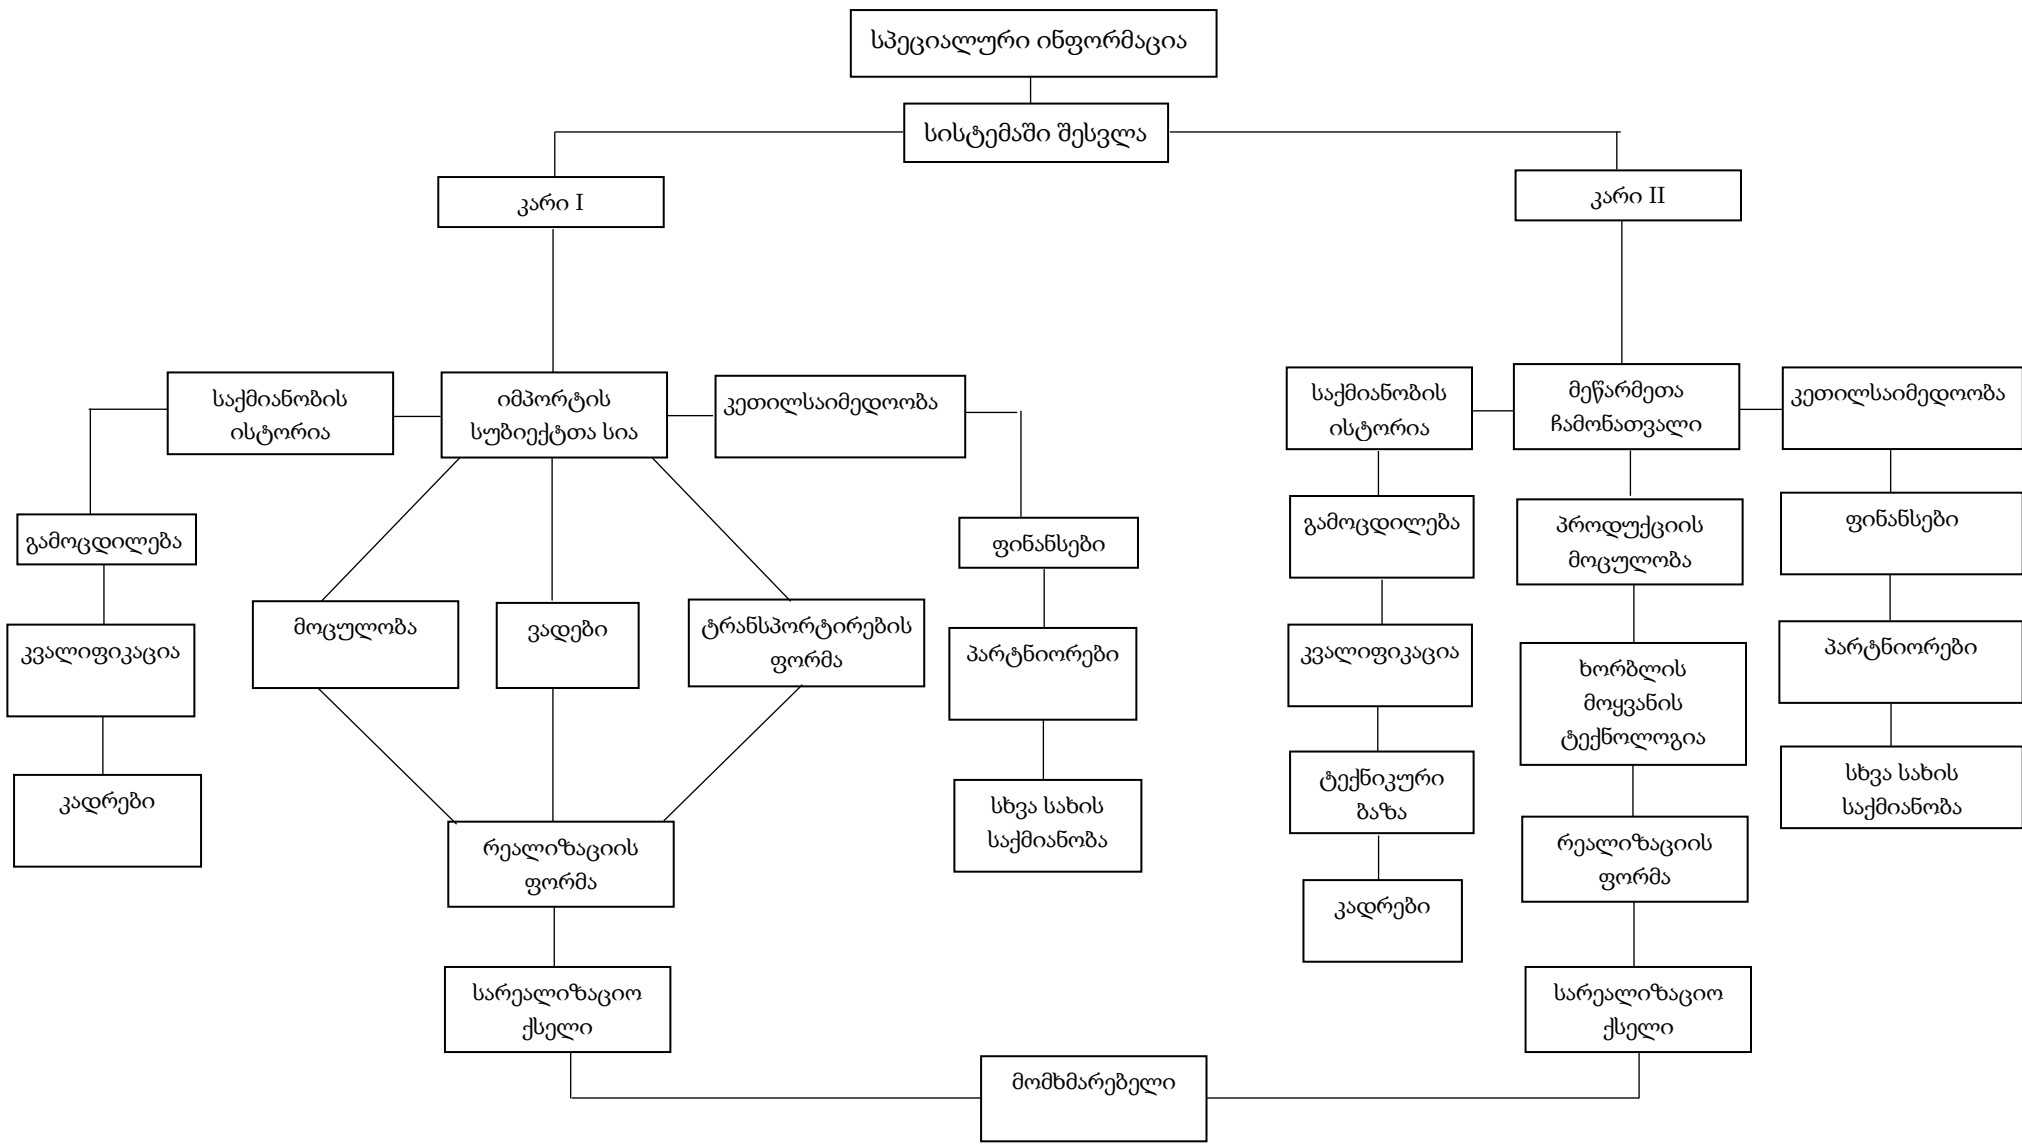 სპეციალური ინფორმაცია
სისტემაში შესვლა
კარი I
კარი II
საქმიანობის
ისტორია
იმპორტის
სუბიექტთა სია
კეთილსაიმედოობა
საქმიანობის
ისტორია
მეწარმეთა
ჩამონათვალი
კეთილსაიმედოობა
გამოცდილება
ფინანსები
გამოცდილება
პროდუქციის
მოცულობა
ფინანსები
მოცულობა
ვადები
ტრანსპორტირების
ფორმა
კვალიფიკაცია
პარტნიორები
კვალიფიკაცია
ხორბლის
მოყვანის
ტექნოლოგია
პარტნიორები
კადრები
სხვა სახის
საქმიანობა
ტექნიკური
ბაზა
სხვა სახის
საქმიანობა
რეალიზაციის
ფორმა
რეალიზაციის
ფორმა
კადრები
სარეალიზაციო
ქსელი
სარეალიზაციო
ქსელი
მომხმარებელი